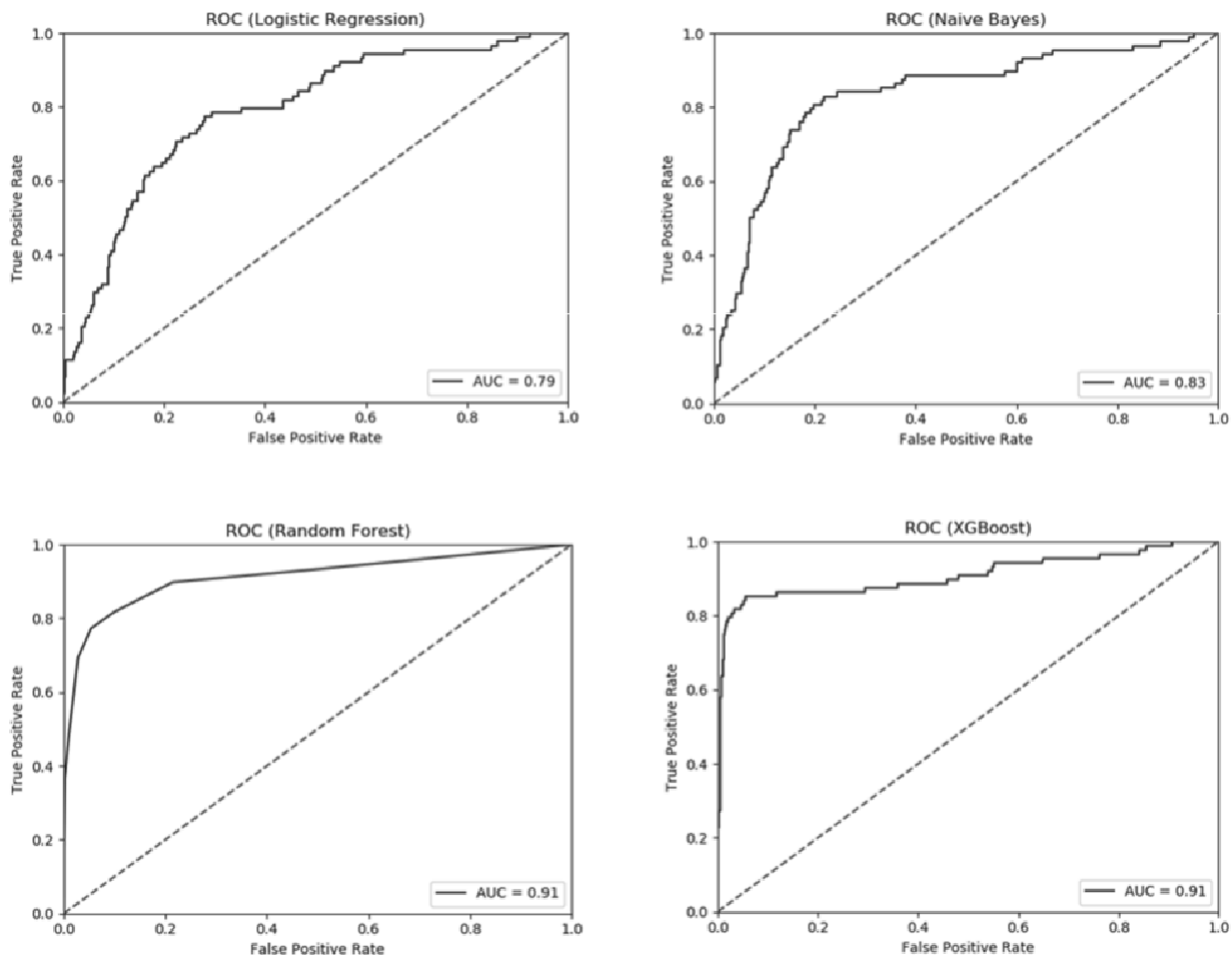 ROC (Logistic Regression)
1.0
0.8
0.6
0.4
0.2
0.0
True Positive Rate
AUC = 0.79
0.0 0.2 0.4 0.6 0.8 1.0
False Positive Rate
ROC (Naive Bayes)
1.0
0.8
0.6
0.4
0.2
0.0
True Positive Rate
AUC = 0.83
0.0 0.2 0.4 0.6 0.8 1.0
False Positive Rate
ROC (Random Forest)
1.0
0.8
0.6
0.4
0.2
0.0
True Positive Rate
AUC = 0.91
0.0 0.2 0.4 0.6 0.8 1.0
False Positive Rate
ROC (XGBoost)
1.0
0.8
0.6
0.4
0.2
0.0
True Positive Rate
AUC = 0.91
0.0 0.2 0.4 0.6 0.8 1.0
False Positive Rate